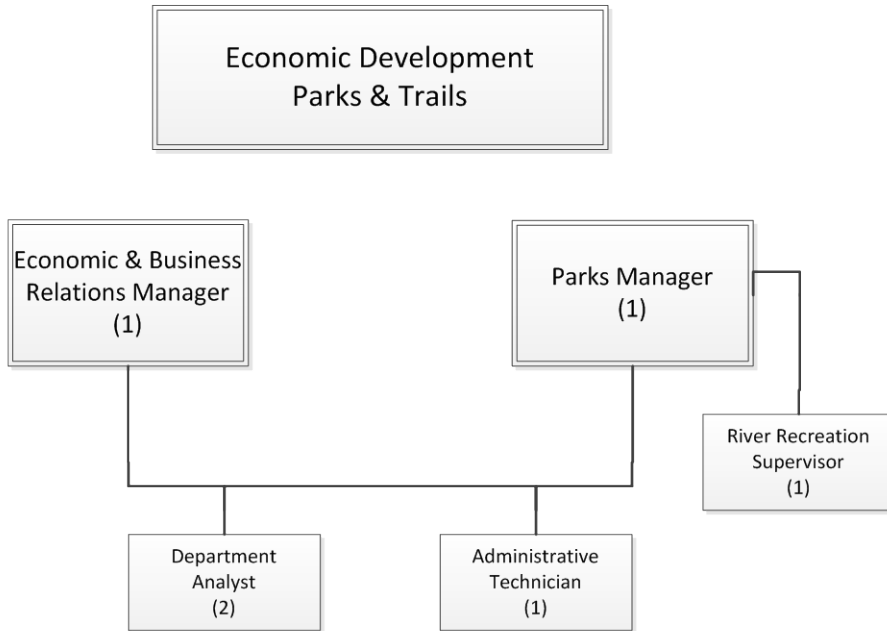 Economic Development
Parks & Trails
Economic & Business
Relations Manager
(1)
Parks Manager
(1)
River Recreation
Supervisor
(1)
Department
Analyst
(2)
Administrative
Technician
(1)